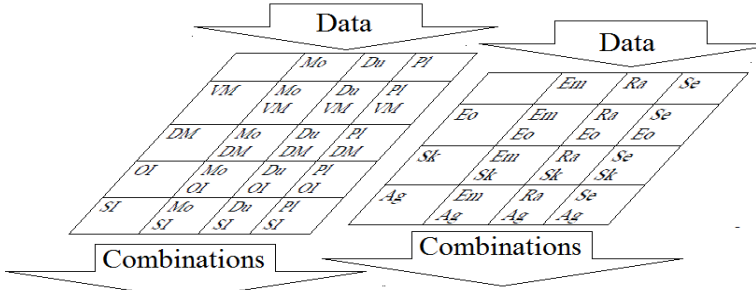 Data
Data
Mo Du Pl
VM Mo VM Du VM Pl VM
DM Mo DM Du DM Pl DM
OI Mo OI Du OI Pl OI
SI Mo SI Du SI Pl SI
Em Ra Se
Eo Em Eo Ra Eo Se Eo
Sk Em Sk Ra Sk Se Sk
Ag Em Ag Ra Ag Se Ag
Combinations
Combinations